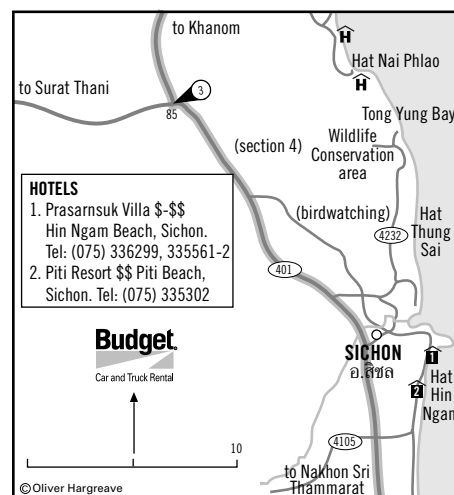 to Khanom
H
Hat Nai Phlao
to Surat Thani
3
H
85
Tong Yung Bay
(section 4)
Wildlife
Conservation
area
HOTELS
1. Prasarnsuk Villa $-$$
Hin Ngam Beach, Sichon.
Tel: (075) 336299, 335561-2
2. Piti Resort $$ Piti Beach,
Sichon. Tel: (075) 335302
(birdwatching)
Hat
Thung
Sai
4232
401
Budget.
Car and Truck Rental
SICHON
อ.สิชล
1
2
Hat
Hin
Ngam
10
4105
to Nakhon Sri
Thammarat
©Oliver Hargreave